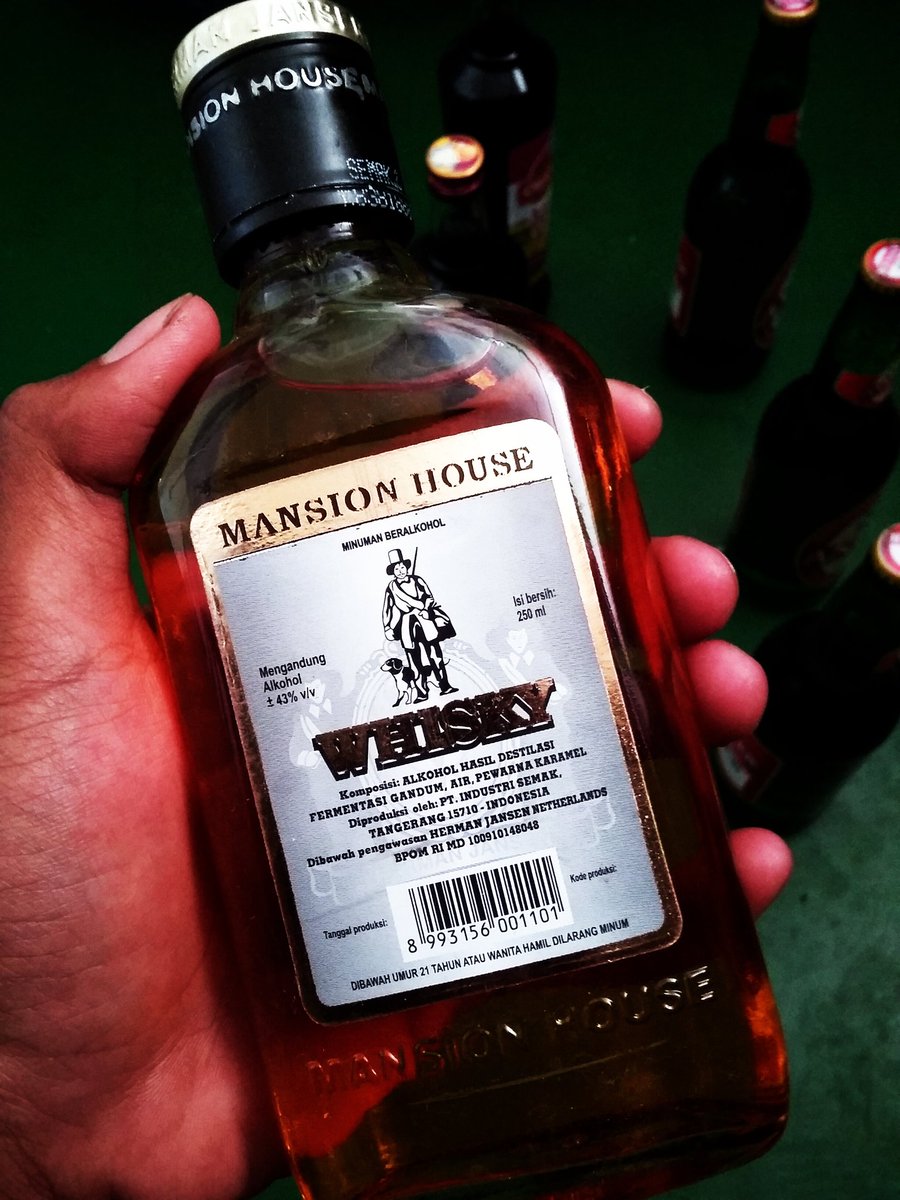 MANSION HOUSE
MANSION HOUSE
MINUMAN BERALKOHOL
Isi bersih:
250 ml
Mengandung
Alkohol
± 43% v/v
WHISKY
Komposisi: ALKOHOL HASIL DESTILASI
FERMENTASI GANDUM, AIR, PEWARNA KARAMEL
Diproduksi oleh: PT. INDUSTRI SEMAK,
TANGERANG 15710 - INDONESIA
Dibawah pengawasan HERMAN JANSEN NETHERLANDS
BPOM RI MD 100910148048
Tanggal produksi:
Kode produksi:
8 993156 001101
DIBAWAH UMUR 21 TAHUN ATAU WANITA HAMIL DILARANG MINUM
MANSION HOUSE